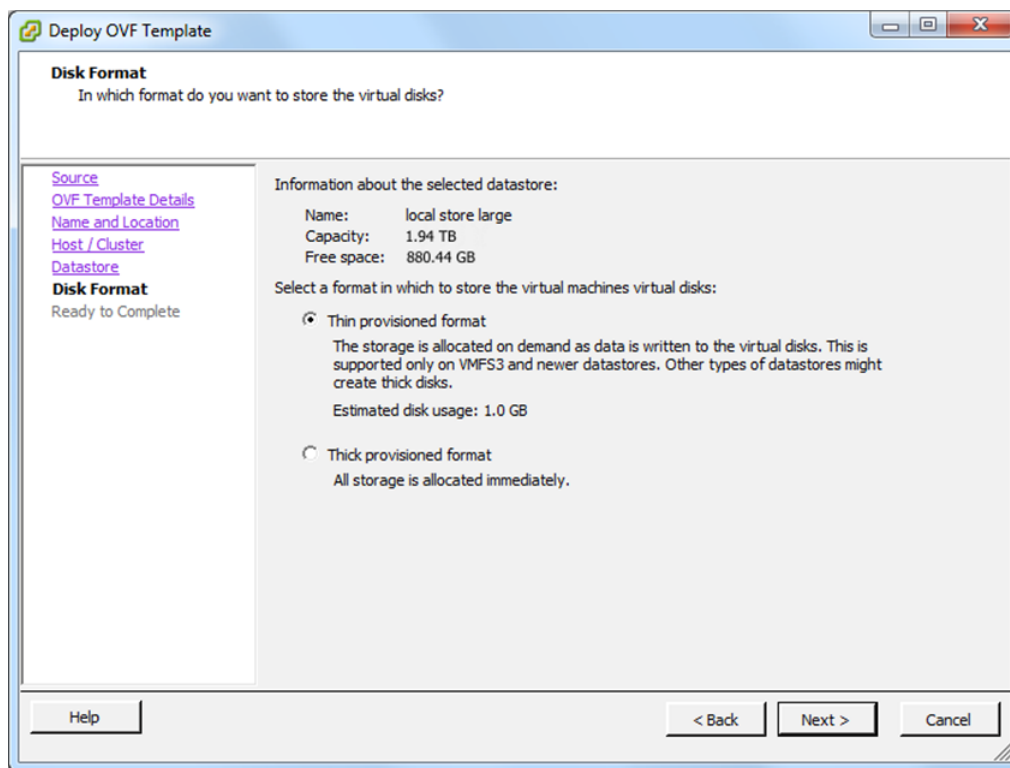 Deploy OVF Template
Disk Format
In which format do you want to store the virtual disks?
Source
OVF Template Details
Name and Location
Host / Cluster
Datastore
Disk Format
Ready to Complete
Information about the selected datastore:
Name: local store large
Capacity: 1.94 TB
Free space: 880.44 GB
Select a format in which to store the virtual machines virtual disks:
Thin provisioned format
The storage is allocated on demand as data is written to the virtual disks. This is
supported only on VMFS3 and newer datastores. Other types of datastores might
create thick disks.
Estimated disk usage: 1.0 GB
Thick provisioned format
All storage is allocated immediately.
Help
< Back
Next >
Cancel